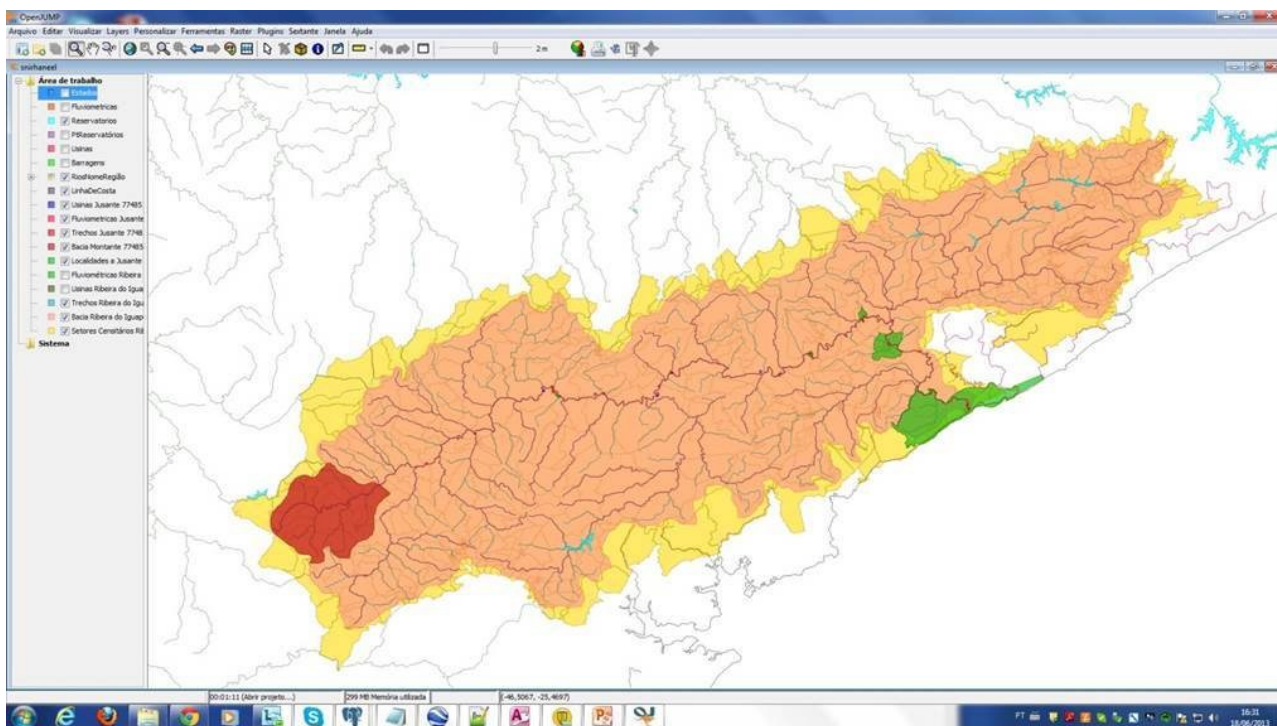 OpenJUMP
Arquivo Editar Visualizar Layers Personalizar Ferramentas Raster Plugins Sextante Janela Ajuda
2 m
snirhaneel
Área de trabalho
Estados
Fluviometricas
Reservatorios
PtReservatórios
Usinas
Barragens
RiosNomeRegião
LinhaDeCosta
Usinas Jusante 77485
Fluviometricas Jusante
Trechos Jusante 7748
Bacia Montante 77485
Localidades a Jusante
Fluviométricas Ribeira
Usinas Ribeira do Iguap
Trechos Ribeira do Igu
Bacia Ribeira do Iguap
Setores Censitários Rib
Sistema
00:01:11 (Abrir projeto...) 299 MB Memória utilizada (-46,5067, -25,4697)
PT 16:31
18/06/2013